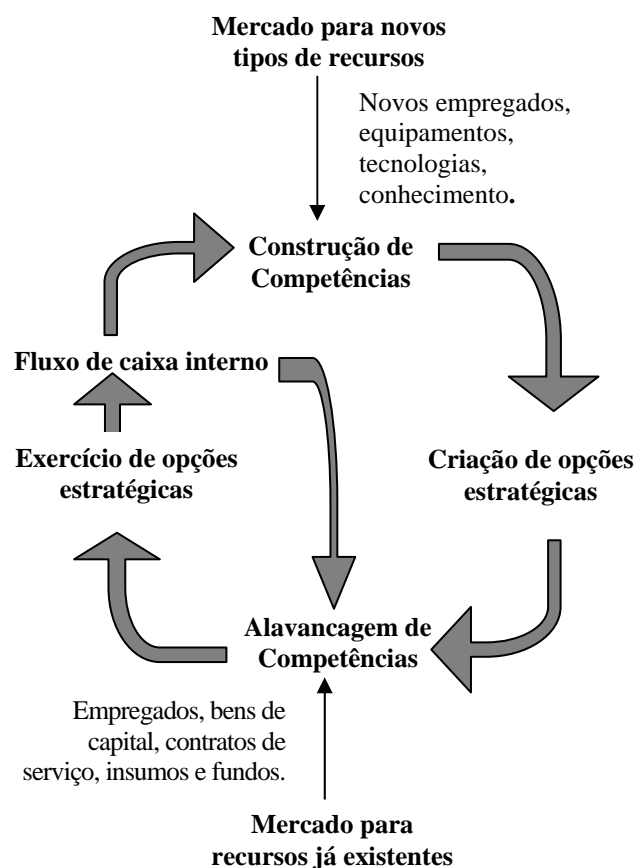 Mercado para novos
tipos de recursos
Novos empregados,
equipamentos,
tecnologias,
conhecimento.
Construção de
Competências
Fluxo de caixa interno
Exercício de opções
estratégicas
Criação de opções
estratégicas
Alavancagem de
Competências
Empregados, bens de
capital, contratos de
serviço, insumos e fundos.
Mercado para
recursos já existentes